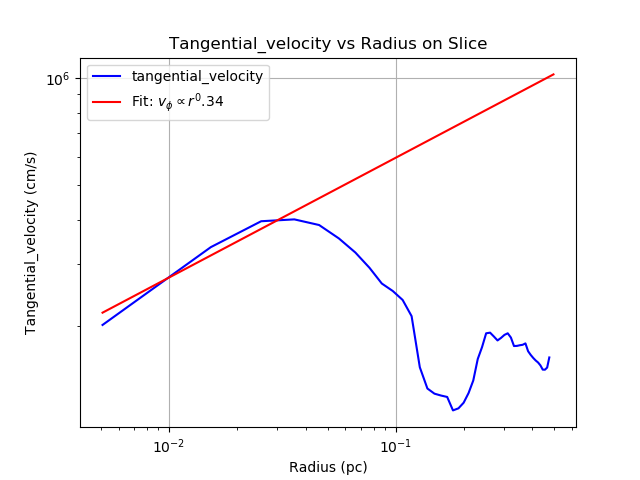 Tangential_velocity vs Radius on Slice
tangential_velocity
Fit: $v_\phi \propto r^0.34$
10^6
Tangential_velocity (cm/s)
10^{-2}
10^{-1}
Radius (pc)